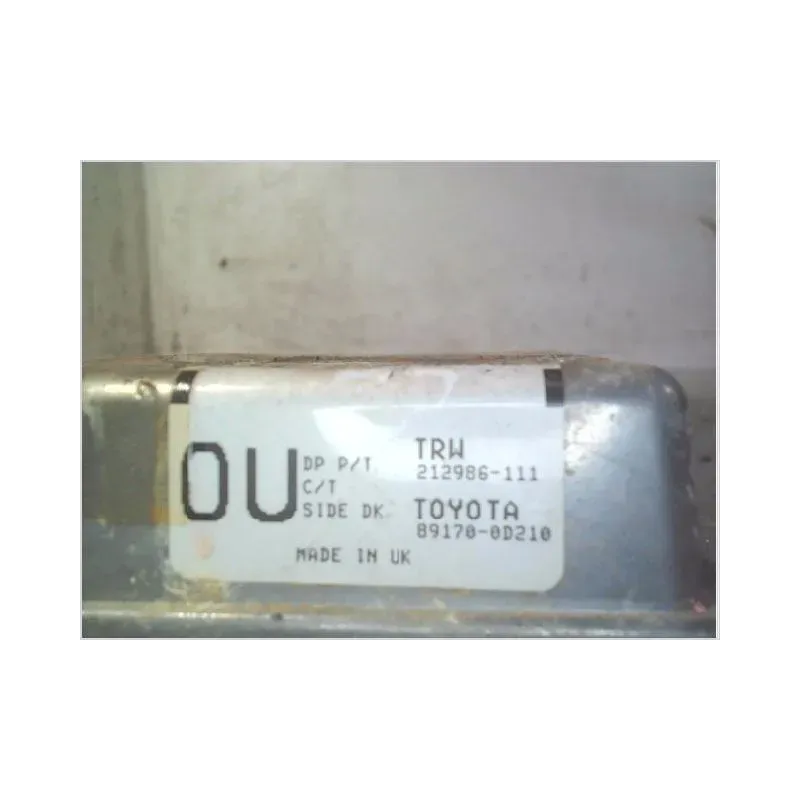 OU
DP P/T TRW
C/T 212986-111
SIDE DK TOYOTA
89170-0D210
MADE IN UK